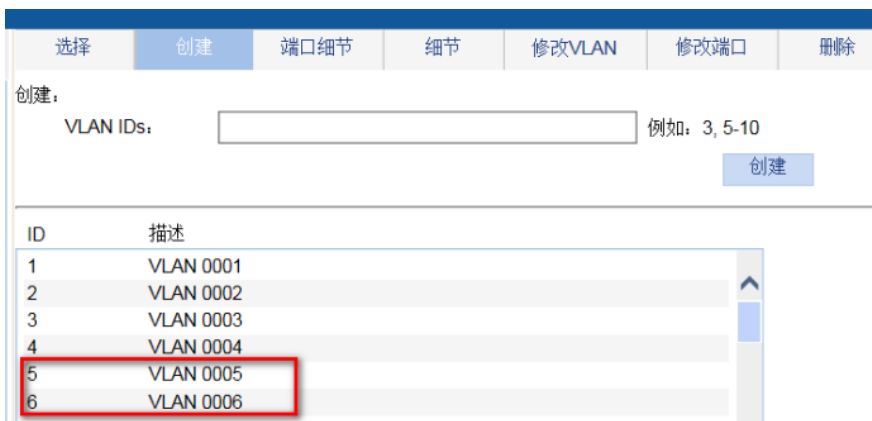 选择 创建 端口细节 细节 修改VLAN 修改端口 删除
创建:
VLAN IDs: 例如: 3, 5-10
创建
ID 描述
1 VLAN 0001
2 VLAN 0002
3 VLAN 0003
4 VLAN 0004
5 VLAN 0005
6 VLAN 0006